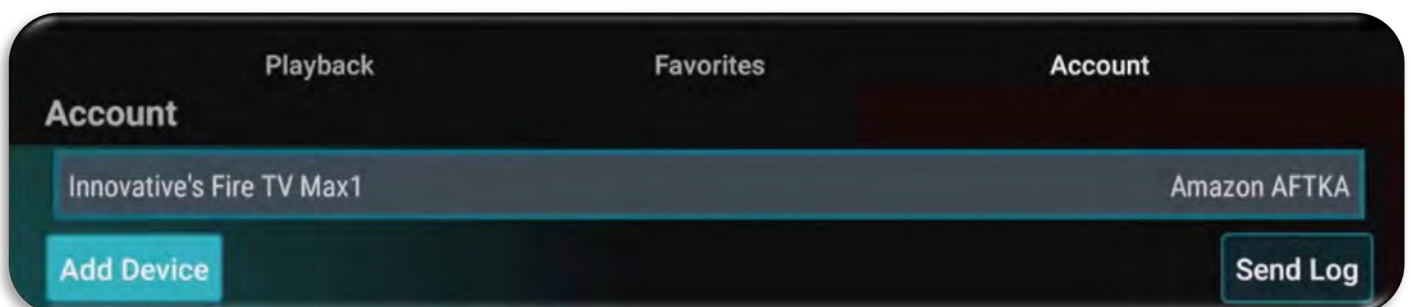 Playback Favorites Account
Account
Innovative's Fire TV Max1 Amazon AFTKA
Add Device Send Log